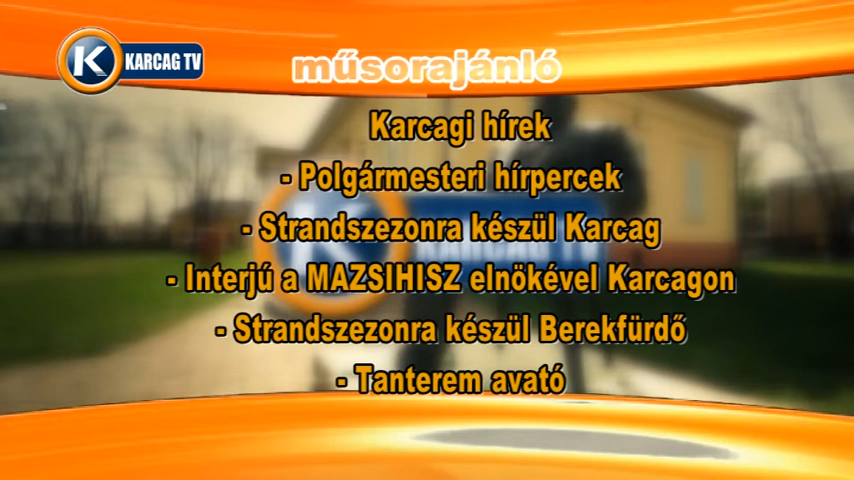 K KARCAG TV
műsorajánló
Karcagi hírek
- Polgármesteri hírpercek
- Strandszezonra készül Karcag
- Interjú a MAZSIHISZ elnökével Karcagon
- Strandszezonra készül Berekfürdő
- Tanterem avató